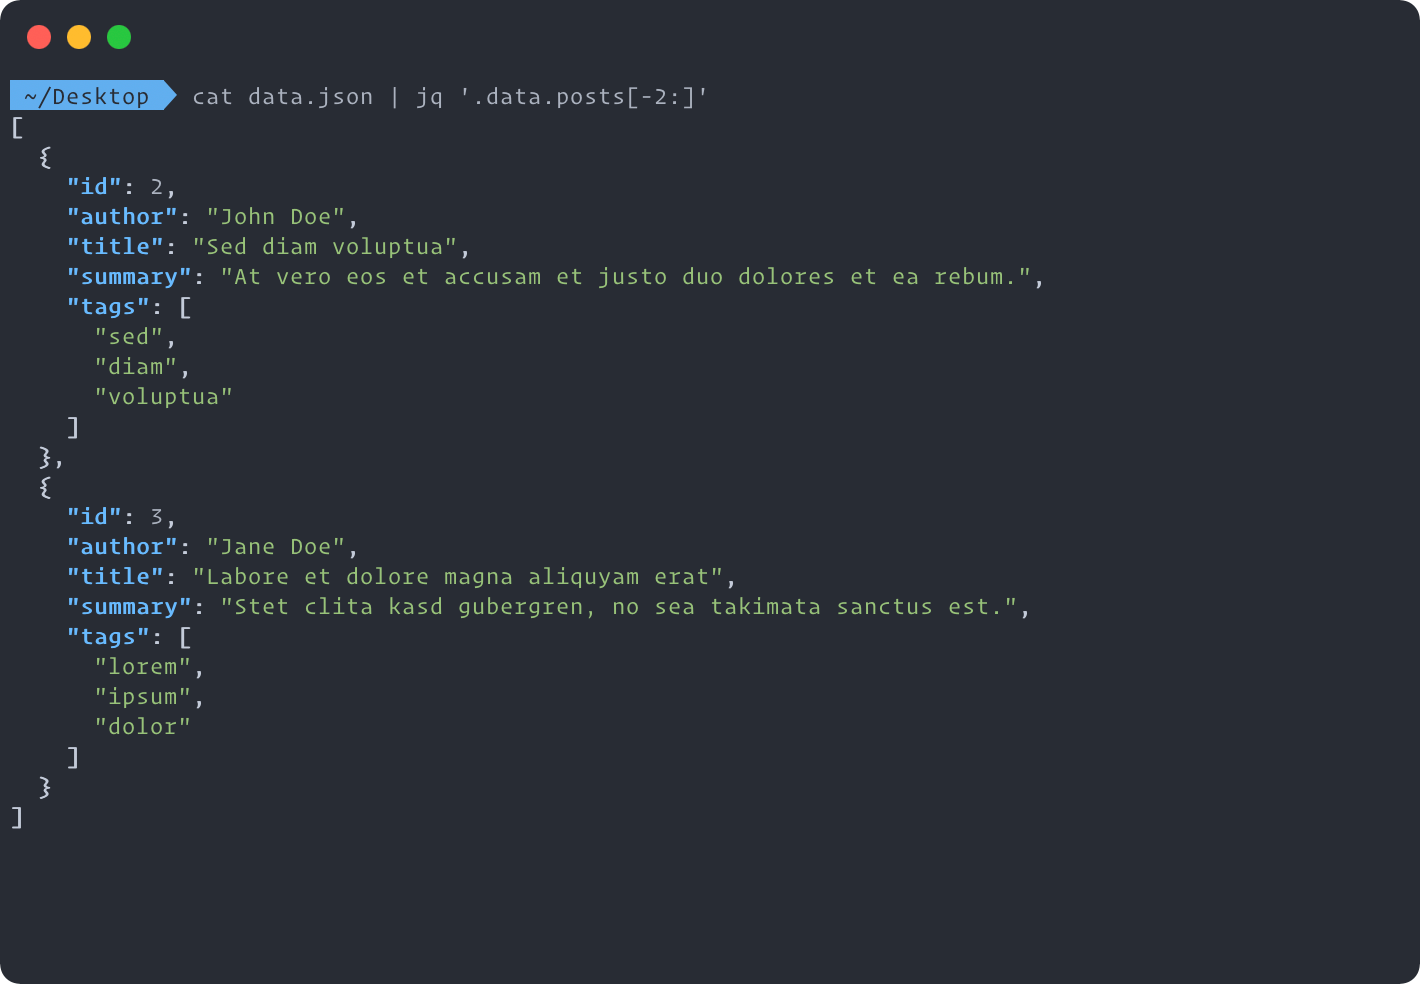 ~/Desktop cat data.json | jq '.data.posts[-2:]'
[
  {
    "id": 2,
    "author": "John Doe",
    "title": "Sed diam voluptua",
    "summary": "At vero eos et accusam et justo duo dolores et ea rebum.",
    "tags": [
      "sed",
      "diam",
      "voluptua"
    ]
  },
  {
    "id": 3,
    "author": "Jane Doe",
    "title": "Labore et dolore magna aliquyam erat",
    "summary": "Stet clita kasd gubergren, no sea takimata sanctus est.",
    "tags": [
      "lorem",
      "ipsum",
      "dolor"
    ]
  }
]